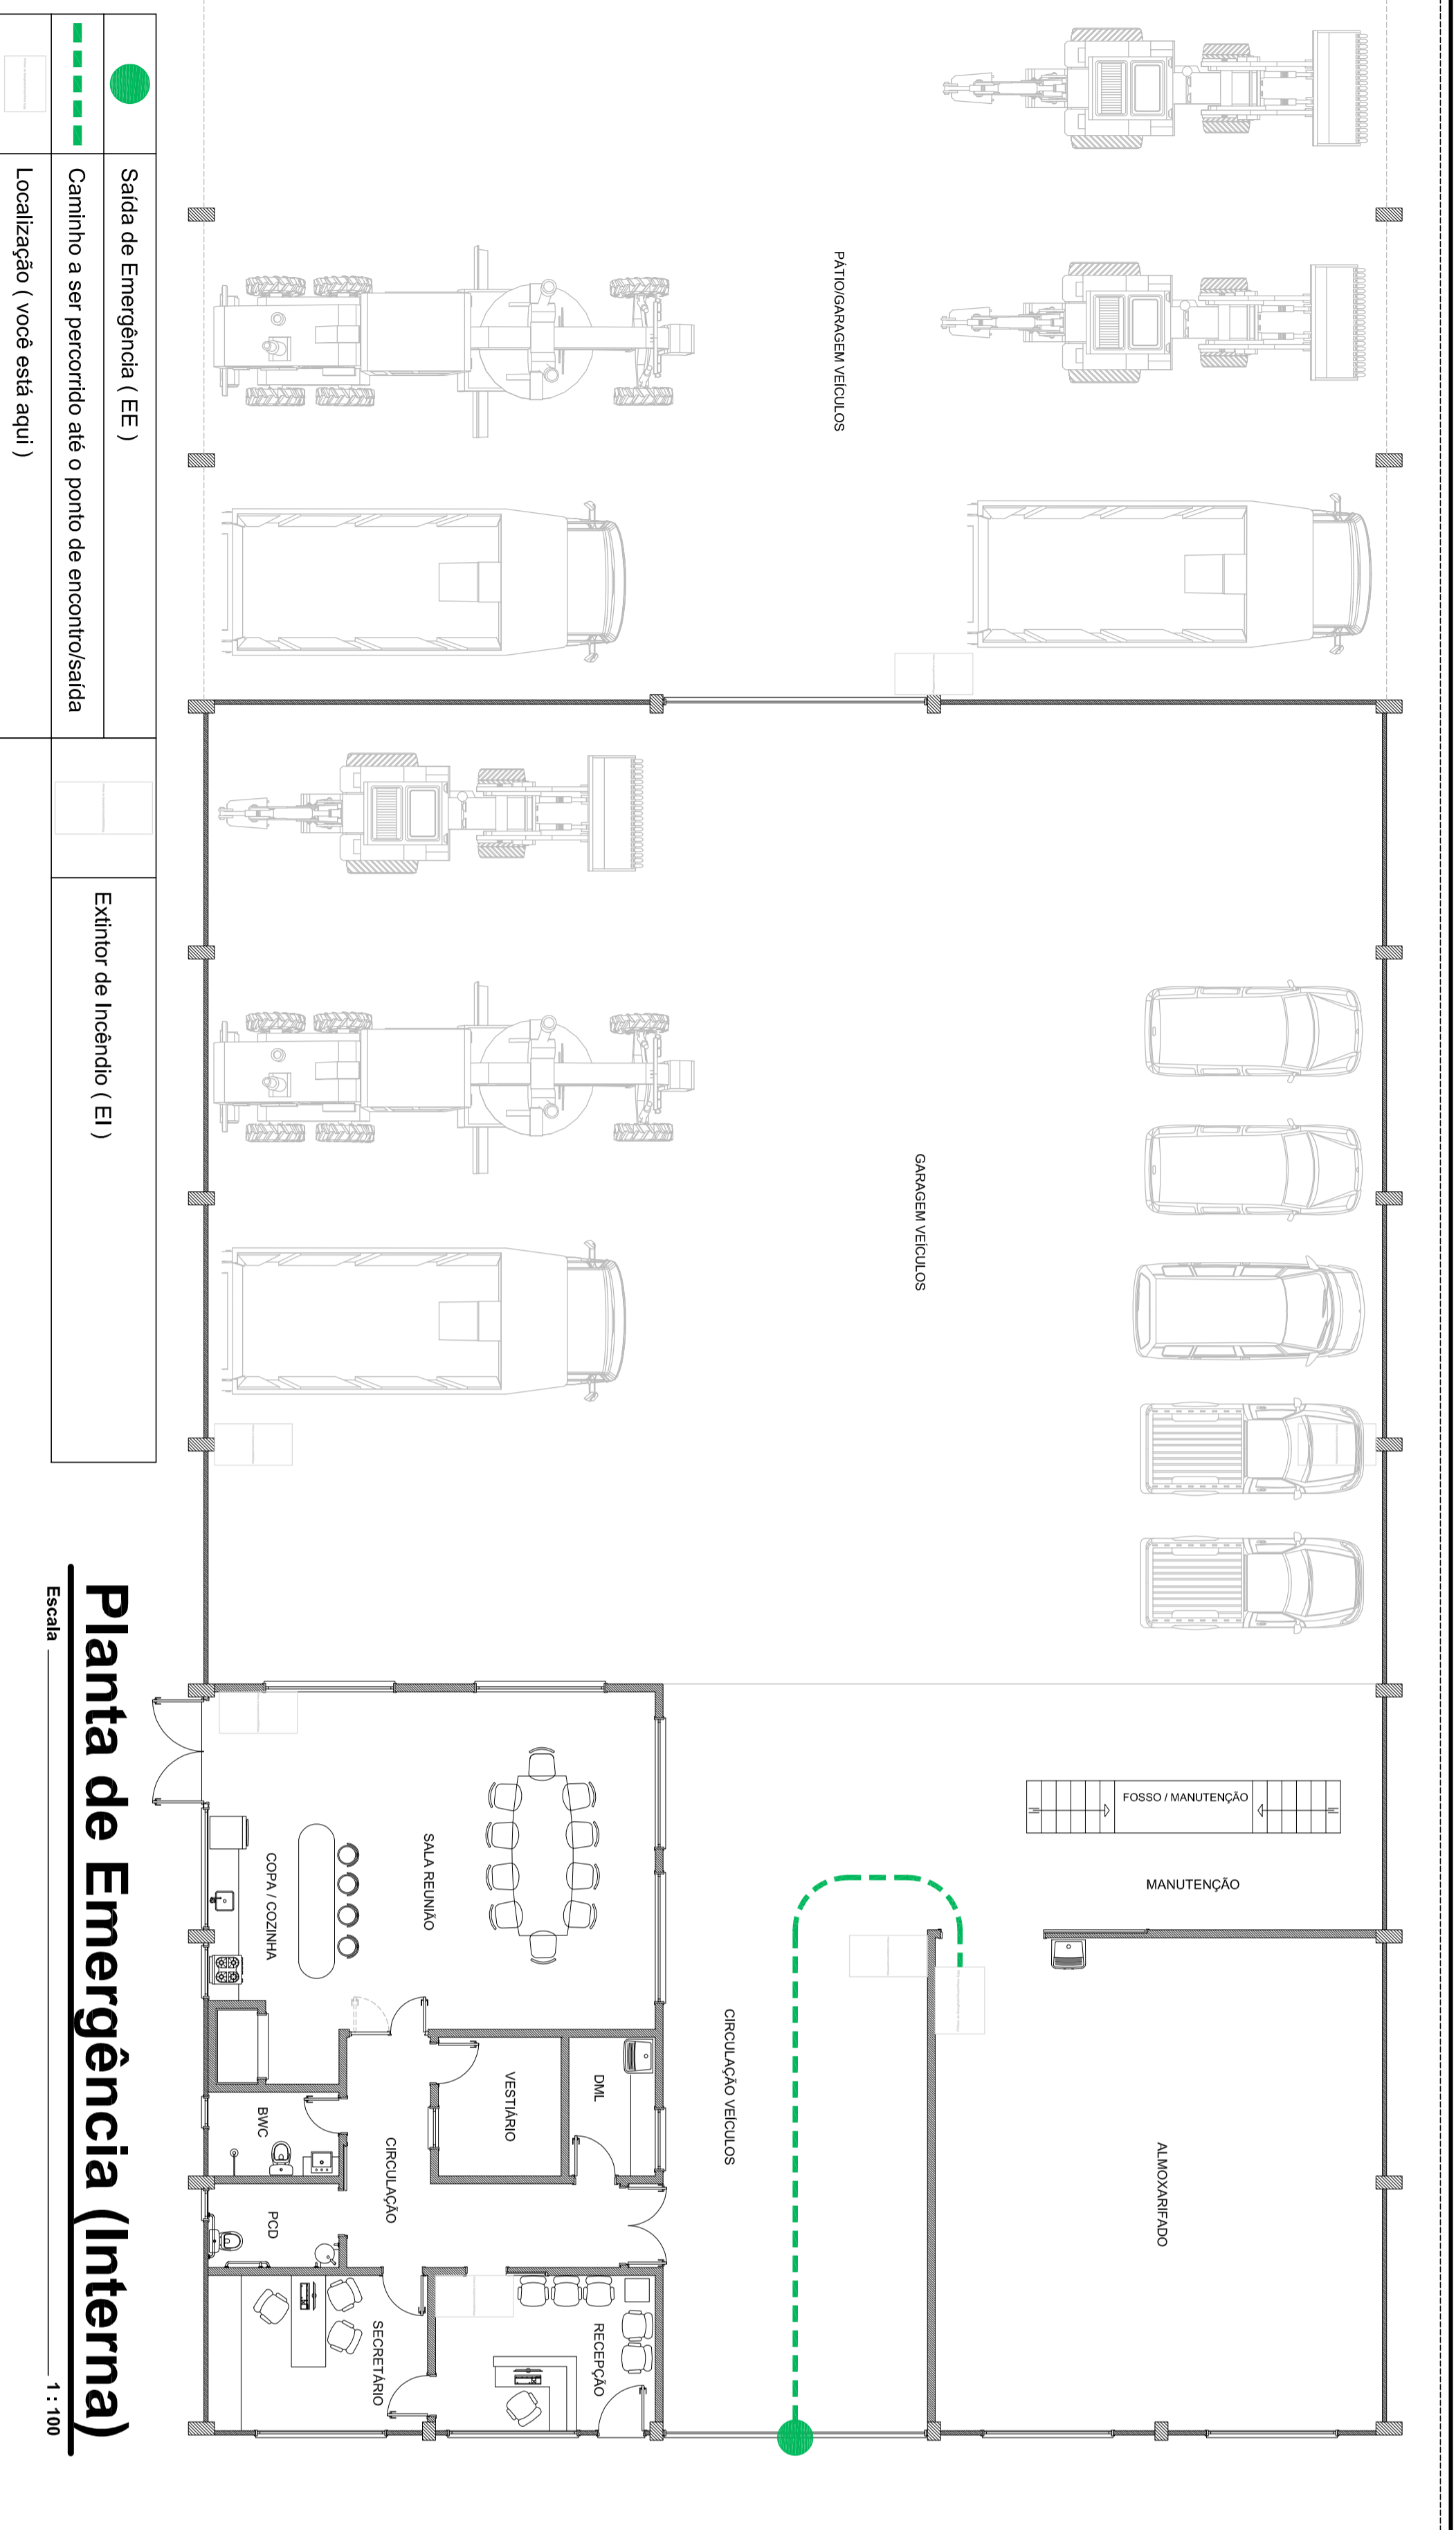 Saída de Emergência ( EE )
Caminho a ser percorrido até o ponto de encontro/saída
Localização ( você está aqui )
Extintor de Incêndio ( EI )
PÁTIO/GARAGEM VEÍCULOS
GARAGEM VEÍCULOS
FOSSO / MANUTENÇÃO
MANUTENÇÃO
ALMOXARIFADO
CIRCULAÇÃO VEÍCULOS
SALA REUNIÃO
COPA / COZINHA
DML
VESTIÁRIO
CIRCULAÇÃO
BWC
PCD
RECEPÇÃO
SECRETÁRIO
Planta de Emergência (Interna)
Escala 1 : 100